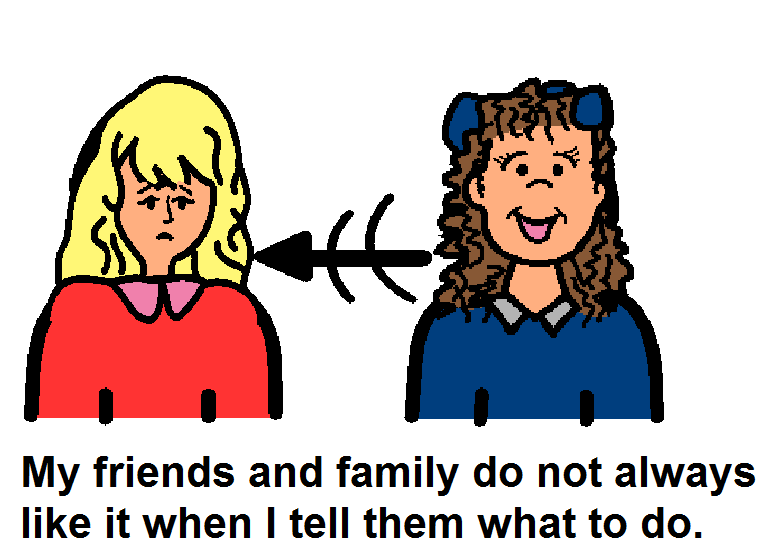 My friends and family do not always
like it when I tell them what to do.